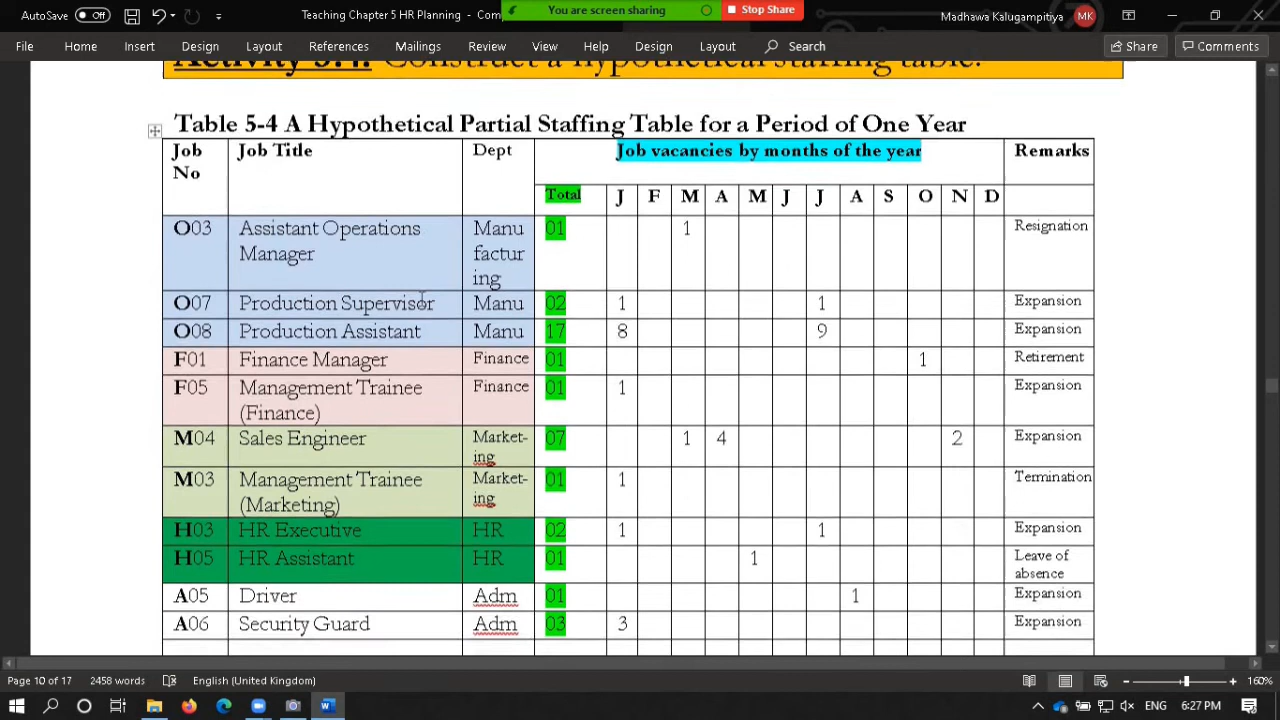 AutoSave Off
Teaching Chapter 5 HR Planning - Com
You are screen sharing
Stop Share
Madhawa Kalugampitiya MK
File Home Insert Design Layout References Mailings Review View Help Design Layout Search Share Comments
Activity 5.4: Construct a hypothetical staffing table.
Table 5-4 A Hypothetical Partial Staffing Table for a Period of One Year
Job No Job Title Dept Job vacancies by months of the year Remarks
Total J F M A M J J A S O N D
O03 Assistant Operations Manager Manufacturing 01 1 Resignation
O07 Production Supervisor Manu 02 1 1 Expansion
O08 Production Assistant Manu 17 8 9 Expansion
F01 Finance Manager Finance 01 1 Retirement
F05 Management Trainee (Finance) Finance 01 1 Expansion
M04 Sales Engineer Market-ing 07 1 4 2 Expansion
M03 Management Trainee (Marketing) Market-ing 01 1 Termination
H03 HR Executive HR 02 1 1 Expansion
H05 HR Assistant HR 01 1 Leave of absence
A05 Driver Adm 01 1 Expansion
A06 Security Guard Adm 03 3 Expansion
Page 10 of 17 2458 words English (United Kingdom) 160%
ENG 6:27 PM